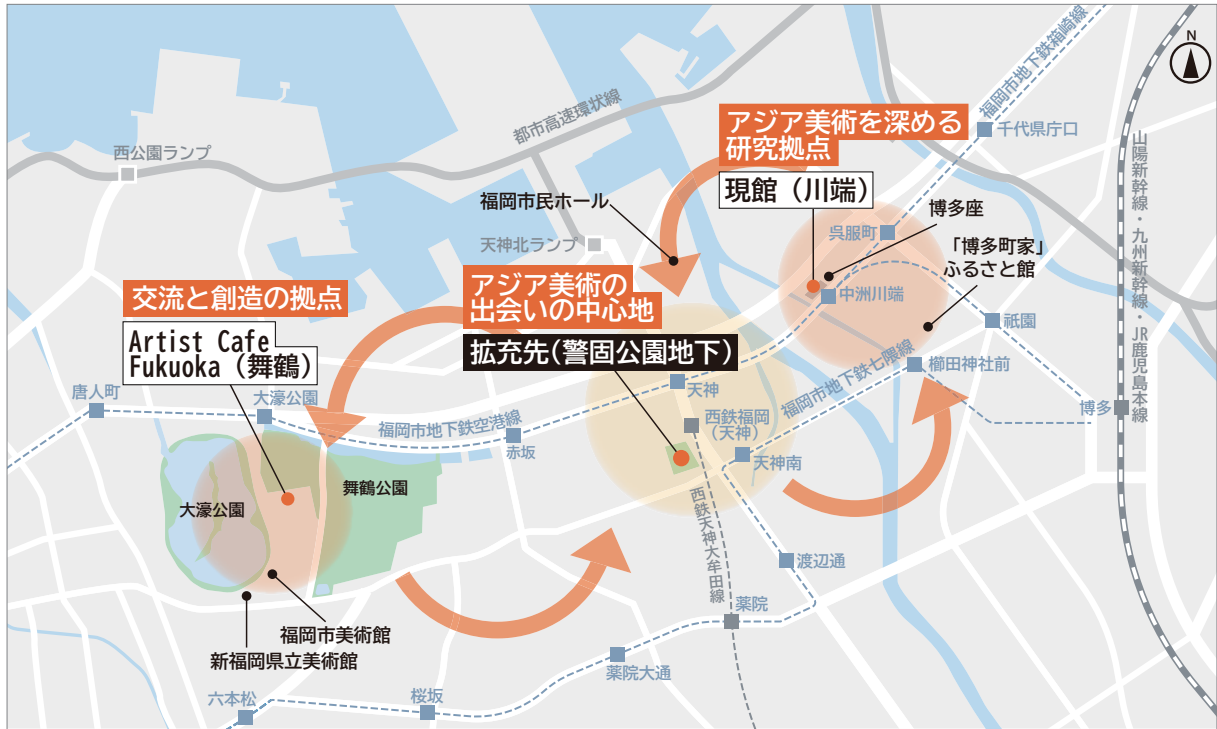 N
都市高速環状線
福岡市地下鉄箱崎線
西公園ランプ
アジア美術を深める
研究拠点
現館（川端）
千代県庁口
山陽新幹線・九州新幹線・JR鹿児島本線
福岡市民ホール
天神北ランプ
呉服町
博多座
「博多町家」
ふるさと館
中洲川端
祇園
交流と創造の拠点
Artist Cafe
Fukuoka（舞鶴）
アジア美術の
出会いの中心地
拡充先（警固公園地下）
福岡市地下鉄七隈線
櫛田神社前
博多
唐人町
大濠公園
福岡市地下鉄空港線
赤坂
天神
西鉄福岡
（天神）
天神南
大濠公園
舞鶴公園
西鉄天神大牟田線
渡辺通
薬院
福岡市美術館
新福岡県立美術館
薬院大通
六本松
桜坂